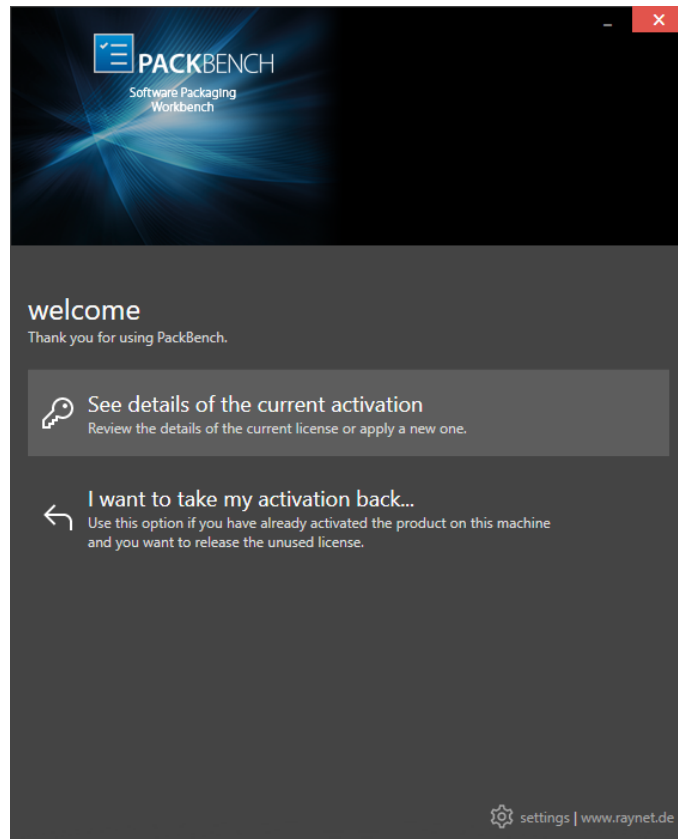 PACKBENCH
Software Packaging
Workbench
welcome
Thank you for using PackBench.
See details of the current activation
Review the details of the current license or apply a new one.
I want to take my activation back...
Use this option if you have already activated the product on this machine
and you want to release the unused license.
settings | www.raynet.de